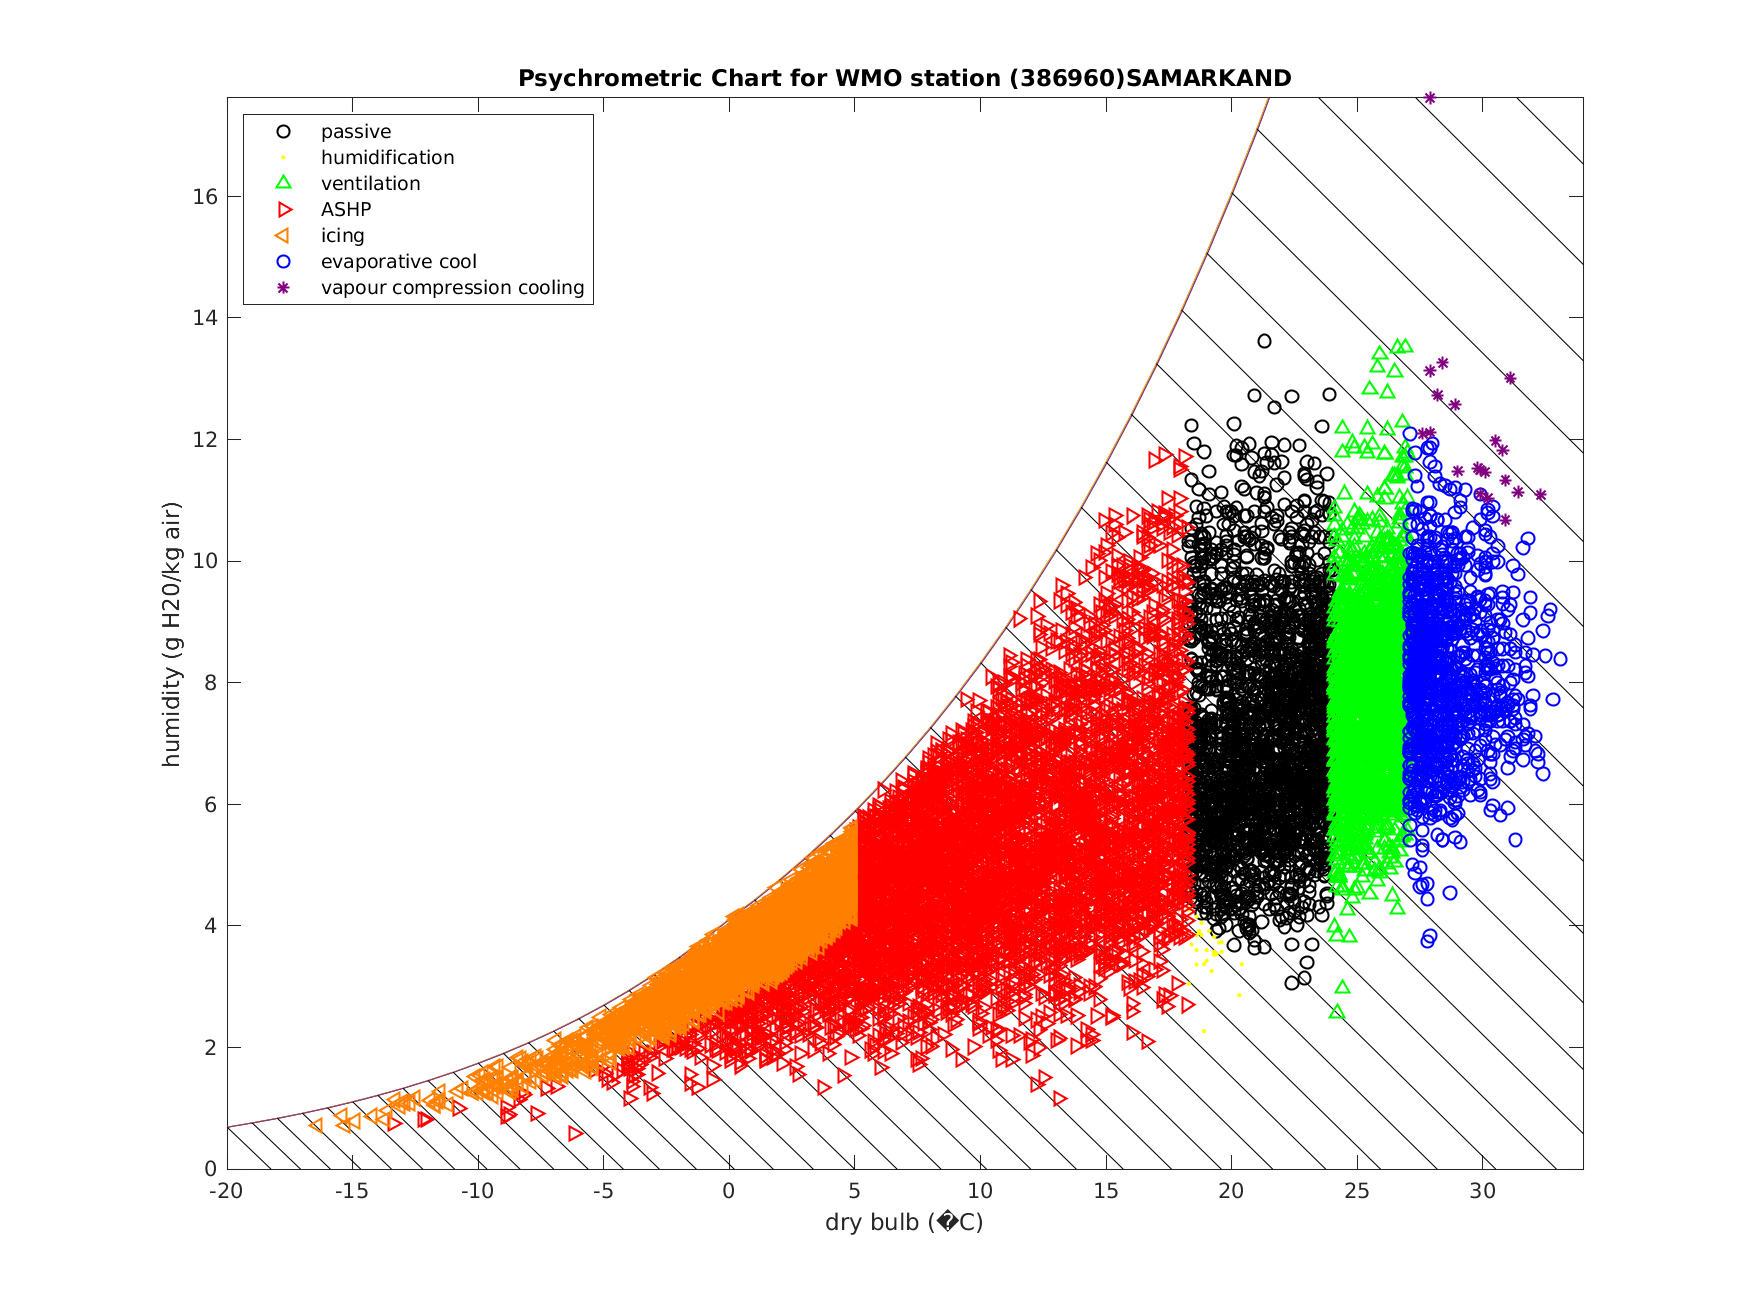 Psychrometric Chart for WMO station (386960)SAMARKAND
passive
humidification
ventilation
ASHP
icing
evaporative cool
vapour compression cooling
16
14
12
10
8
6
4
2
0
humidity (g H20/kg air)
-20 -15 -10 -5 0 5 10 15 20 25 30
dry bulb (�C)